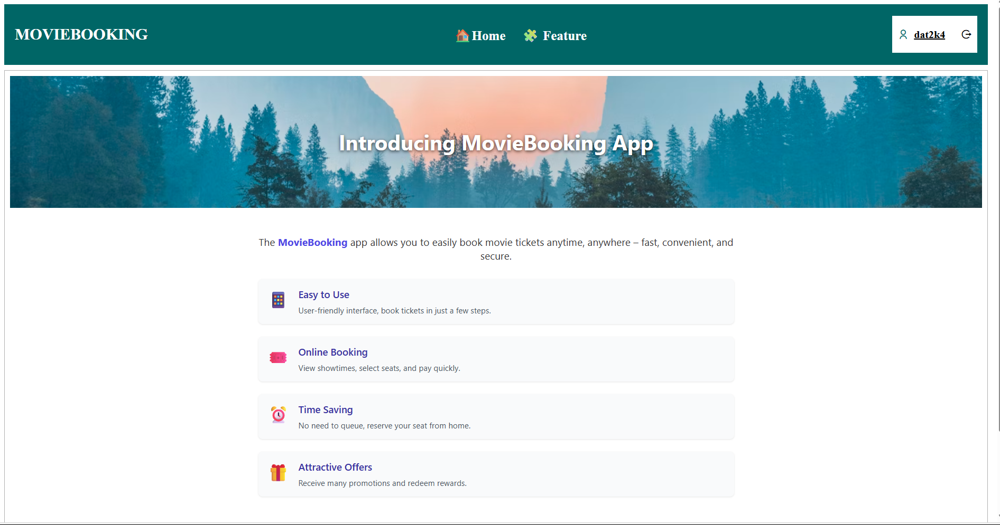 MOVIEBOOKING
Home
Feature
dat2k4
Introducing MovieBooking App
The MovieBooking app allows you to easily book movie tickets anytime, anywhere – fast, convenient, and
secure.
Easy to Use
User-friendly interface, book tickets in just a few steps.
Online Booking
View showtimes, select seats, and pay quickly.
Time Saving
No need to queue, reserve your seat from home.
Attractive Offers
Receive many promotions and redeem rewards.